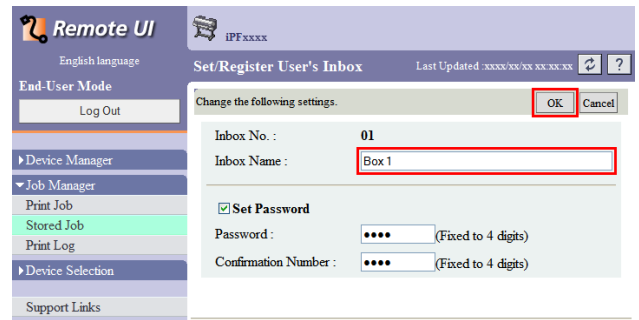 Remote UI
English language
End-User Mode
Log Out
▶Device Manager
▼Job Manager
Print Job
Stored Job
Print Log
▶Device Selection
Support Links
iPFxxxx
Set/Register User's Inbox Last Updated :xxxx/xx/xx xx:xx:xx ?
Change the following settings. OK Cancel
Inbox No. : 01
Inbox Name : Box 1
Set Password
Password : •••• (Fixed to 4 digits)
Confirmation Number : •••• (Fixed to 4 digits)